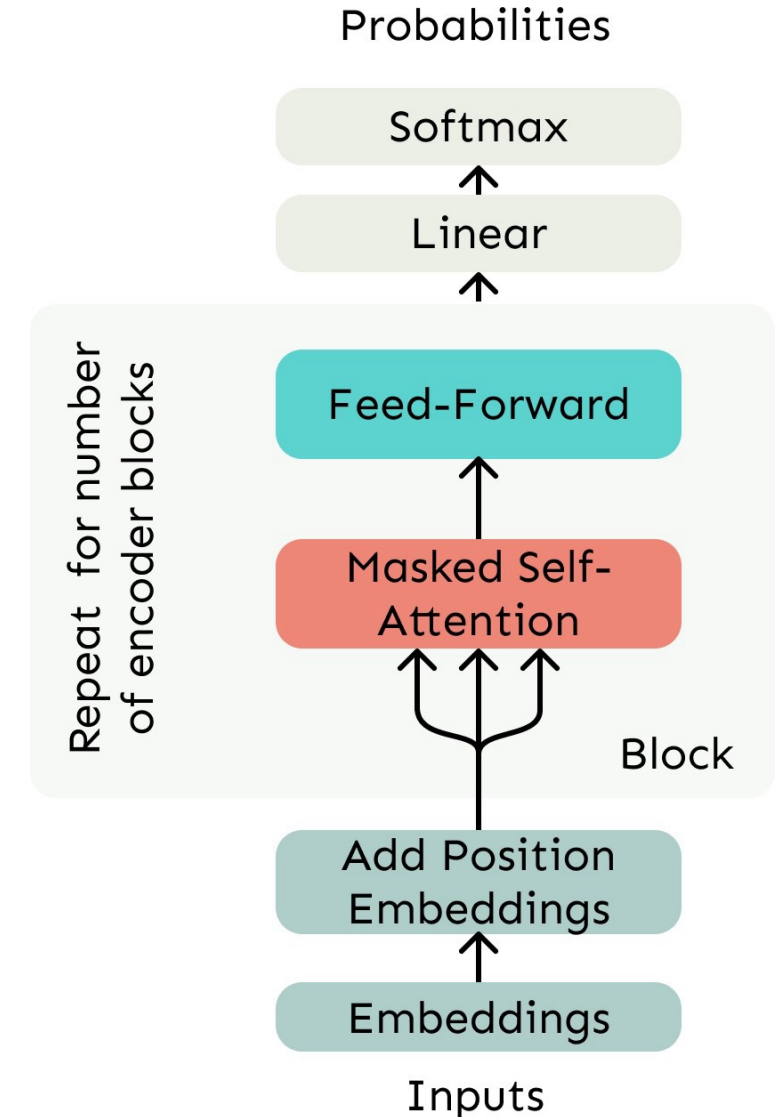 Probabilities
Softmax
Linear
Repeat for number
of encoder blocks
Feed-Forward
Masked Self-
Attention
Block
Add Position
Embeddings
Embeddings
Inputs